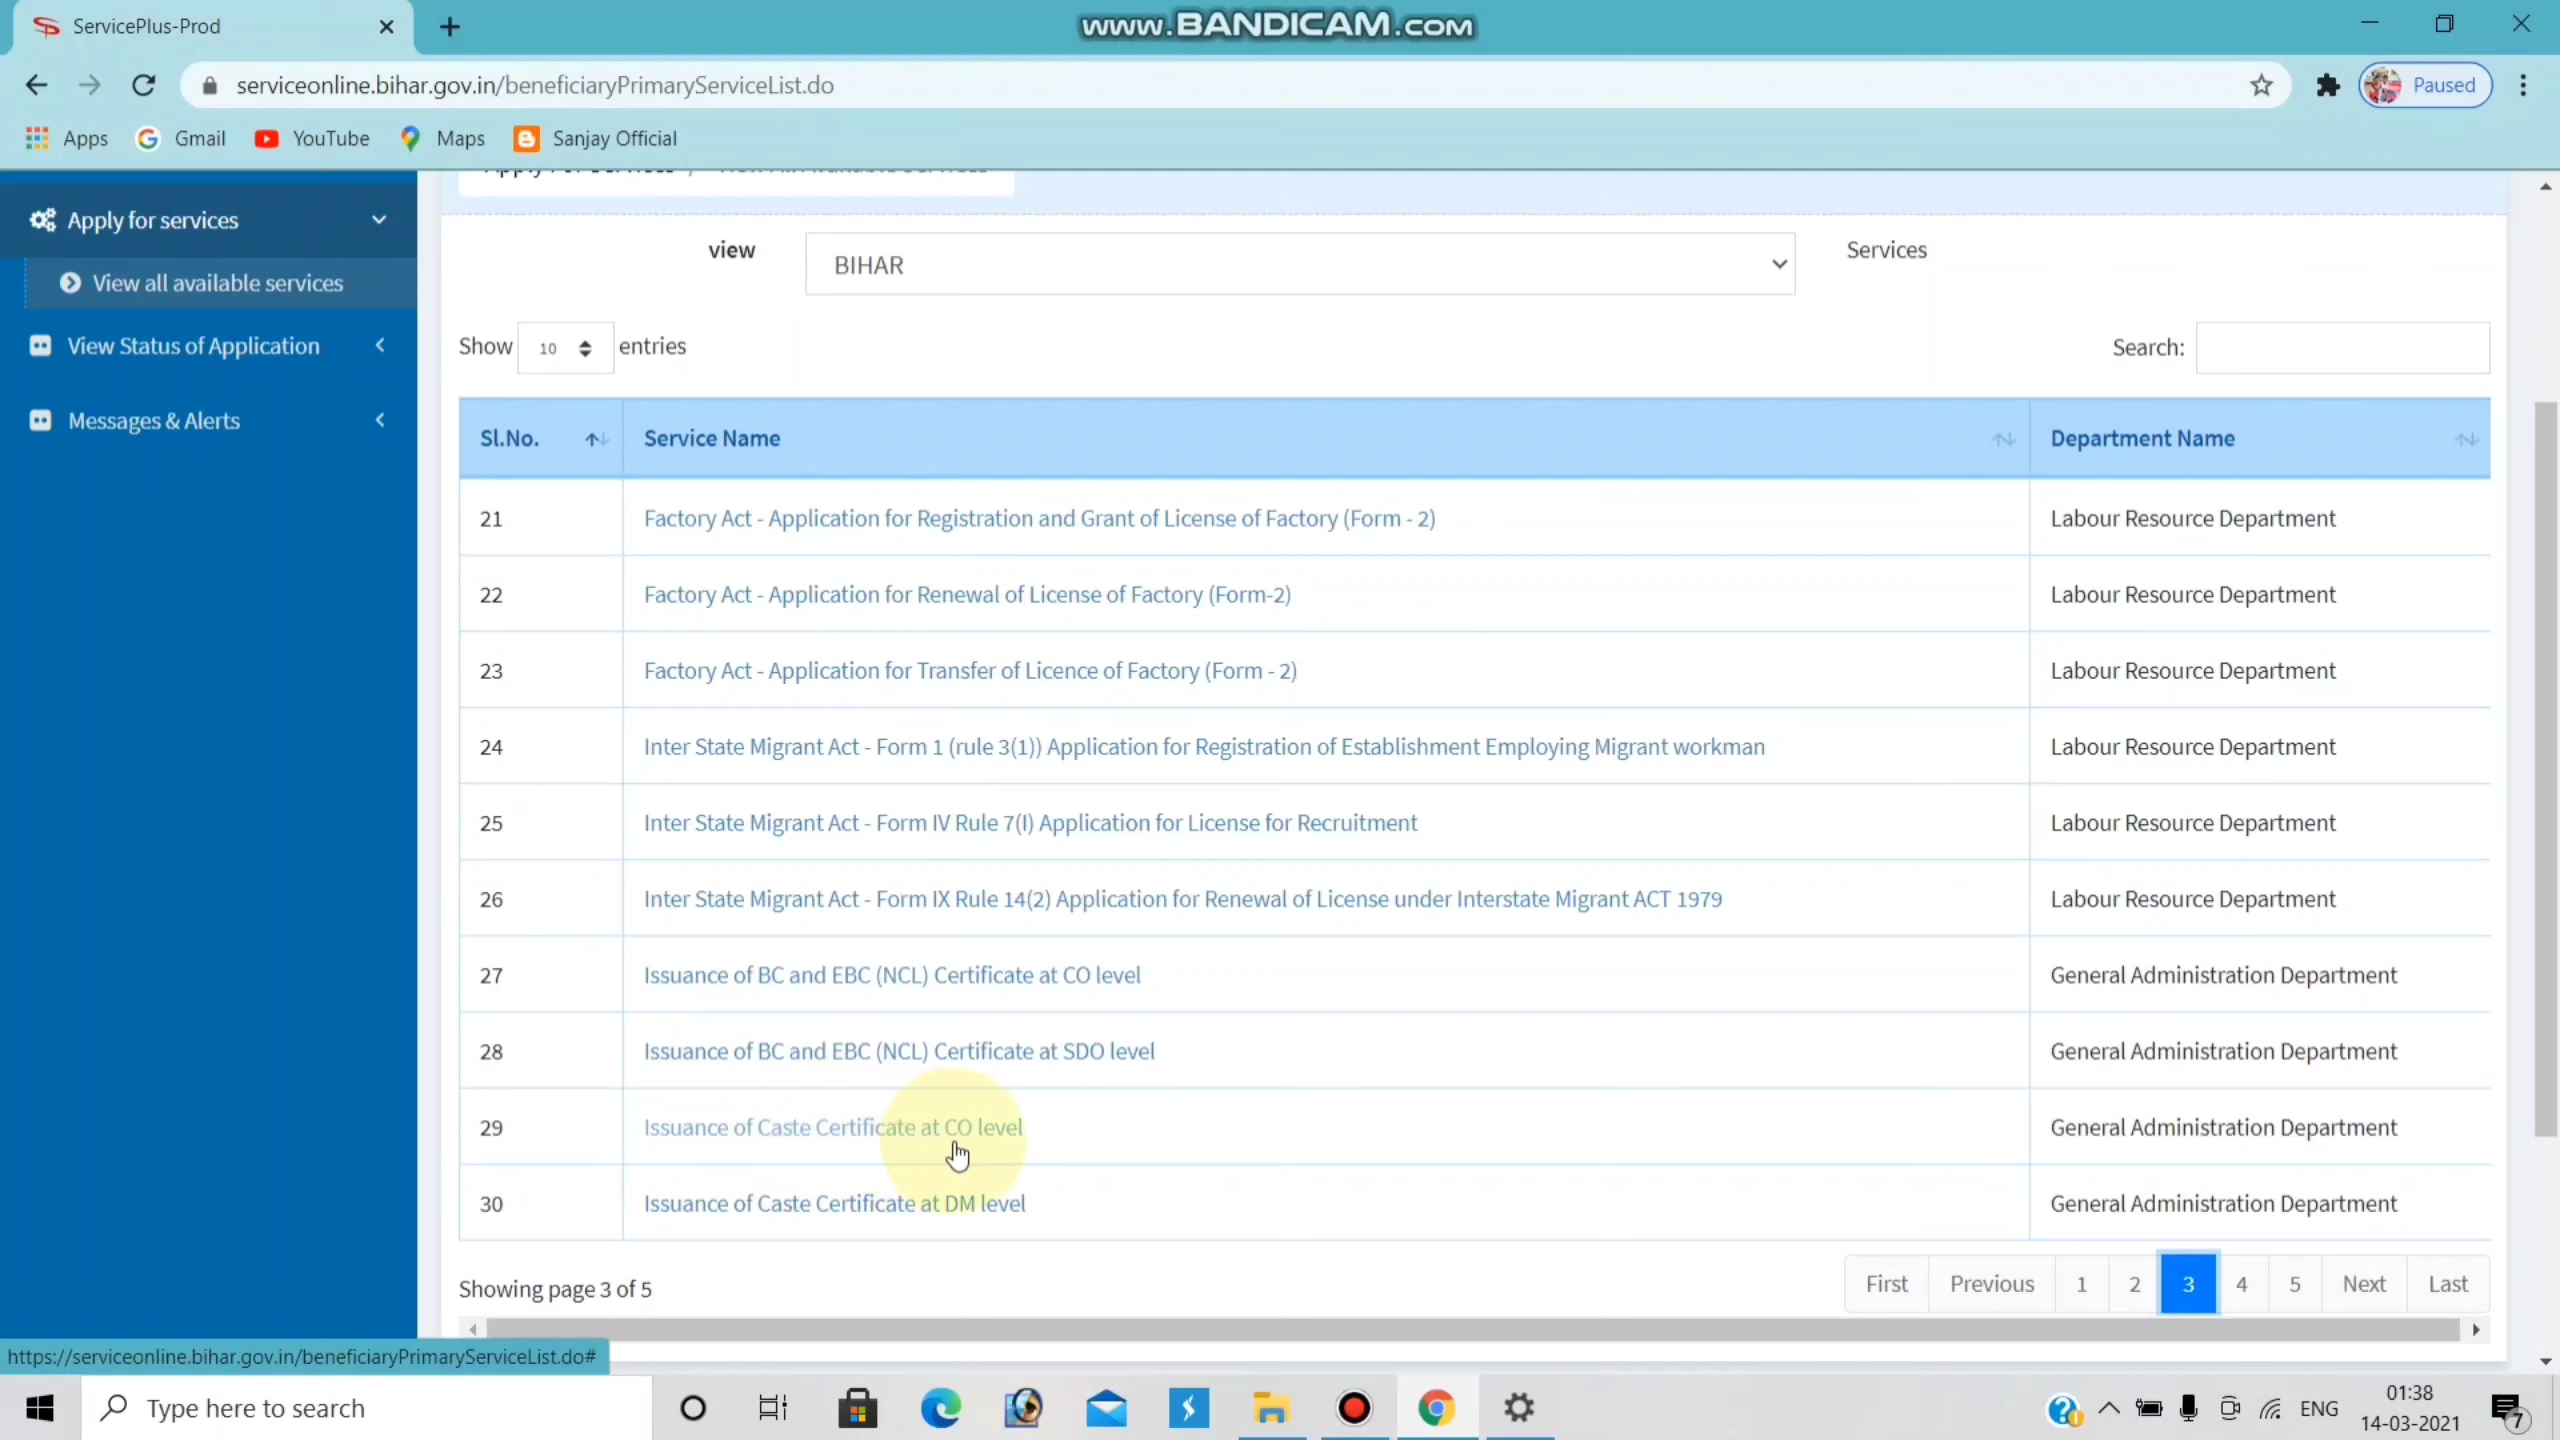 ServicePlus-Prod
www.BANDICAM.com
serviceonline.bihar.gov.in/beneficiaryPrimaryServiceList.do
Paused
Apps
Gmail
YouTube
Maps
Sanjay Official
Apply for services
View all available services
View Status of Application
Messages & Alerts
view
BIHAR
Services
Show 10 entries
Search:
Sl.No. Service Name Department Name
21 Factory Act - Application for Registration and Grant of License of Factory (Form - 2) Labour Resource Department
22 Factory Act - Application for Renewal of License of Factory (Form-2) Labour Resource Department
23 Factory Act - Application for Transfer of Licence of Factory (Form - 2) Labour Resource Department
24 Inter State Migrant Act - Form 1 (rule 3(1)) Application for Registration of Establishment Employing Migrant workman Labour Resource Department
25 Inter State Migrant Act - Form IV Rule 7(I) Application for License for Recruitment Labour Resource Department
26 Inter State Migrant Act - Form IX Rule 14(2) Application for Renewal of License under Interstate Migrant ACT 1979 Labour Resource Department
27 Issuance of BC and EBC (NCL) Certificate at CO level General Administration Department
28 Issuance of BC and EBC (NCL) Certificate at SDO level General Administration Department
29 Issuance of Caste Certificate at CO level General Administration Department
30 Issuance of Caste Certificate at DM level General Administration Department
Showing page 3 of 5
First Previous 1 2 3 4 5 Next Last
https://serviceonline.bihar.gov.in/beneficiaryPrimaryServiceList.do#
Type here to search
ENG
01:38
14-03-2021
7